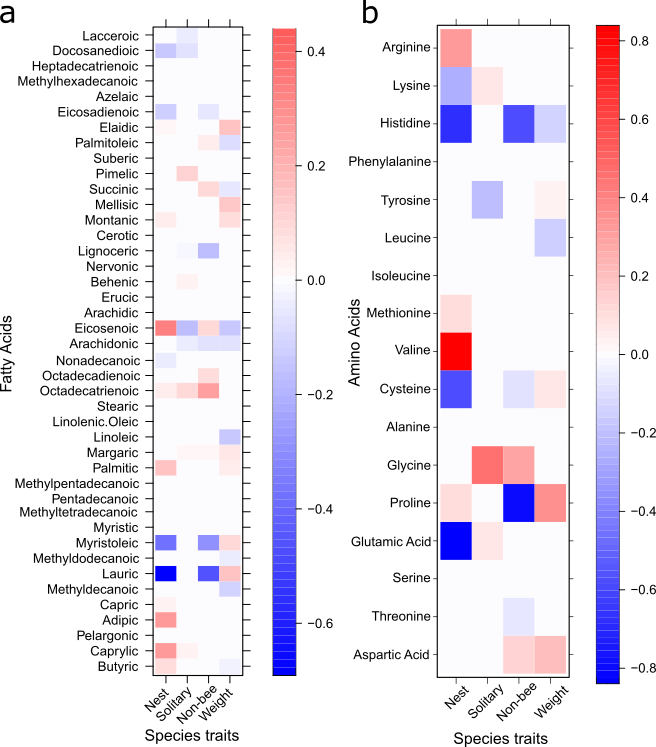 a
Lacceroic
Docosanedioic
Heptadecatrienoic
Methylhexadecanoic
Azelaic
Eicosadienoic
Elaidic
Palmitoleic
Suberic
Pimelic
Succinic
Mellisic
Montanic
Cerotic
Lignoceric
Nervonic
Behenic
Erucic
Arachidic
Eicosenoic
Arachidonic
Nonadecanoic
Octadecadienoic
Octadecatrienoic
Stearic
Linolenic.Oleic
Linoleic
Margaric
Palmitic
Methylpentadecanoic
Pentadecanoic
Methyltetradecanoic
Myristic
Myristoleic
Methyldodecanoic
Lauric
Methyldecanoic
Capric
Adipic
Pelargonic
Caprylic
Butyric
Fatty Acids
Nest
Solitary
Non-bee
Weight
Species traits
0.4
0.2
0.0
−0.2
−0.4
−0.6
b
Arginine
Lysine
Histidine
Phenylalanine
Tyrosine
Leucine
Isoleucine
Methionine
Valine
Cysteine
Alanine
Glycine
Proline
Glutamic Acid
Serine
Threonine
Aspartic Acid
Amino Acids
Nest
Solitary
Non-bee
Weight
Species traits
0.8
0.6
0.4
0.2
0.0
−0.2
−0.4
−0.6
−0.8